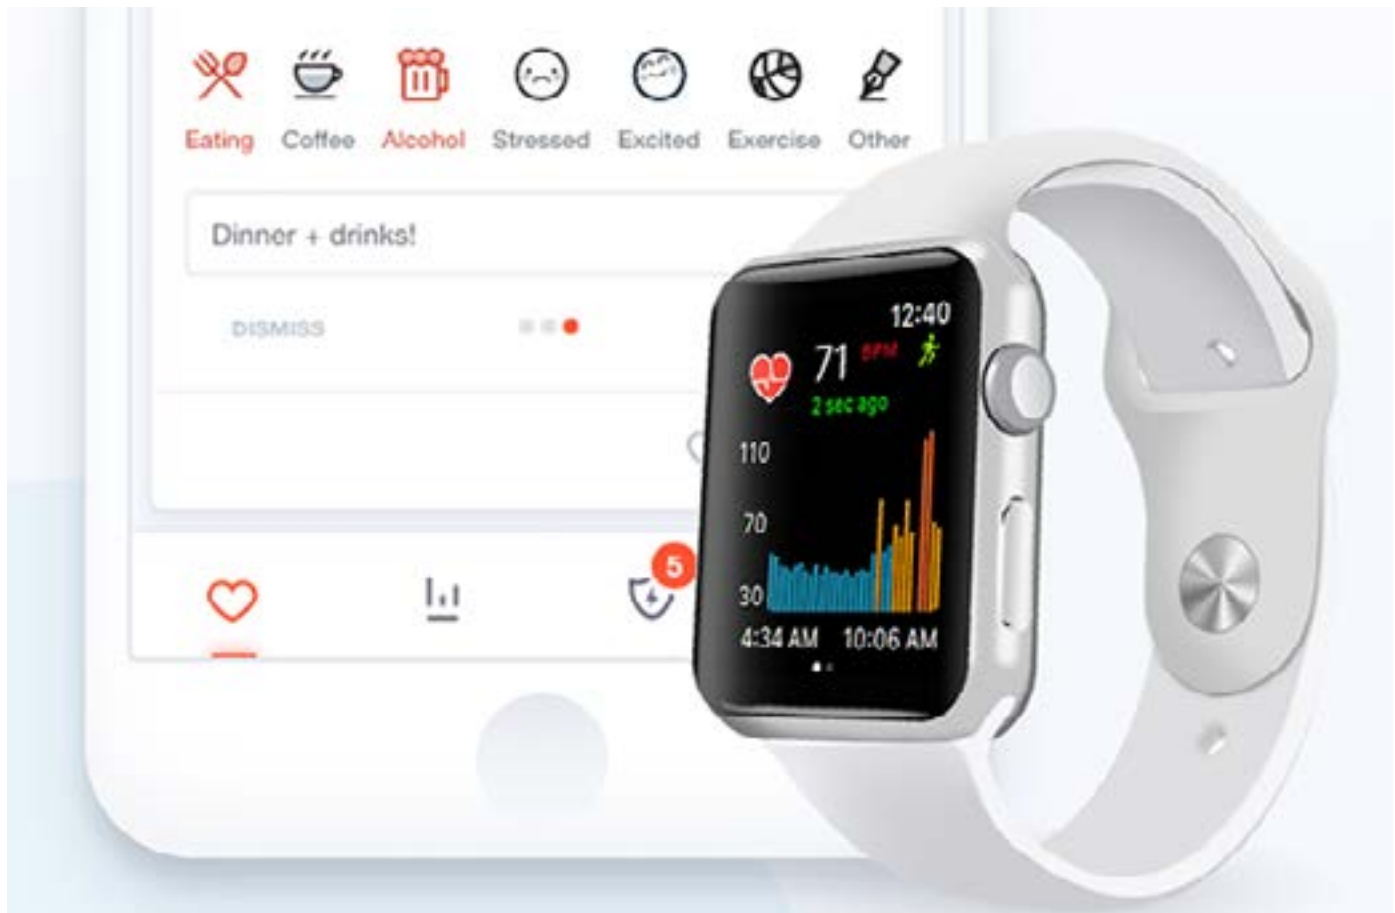 Eating Coffee Alcohol Stressed Excited Exercise Other
Dinner + drinks!
DISMISS
5
12:40
71 BPM
2 sec ago
110
70
30
4:34 AM 10:06 AM